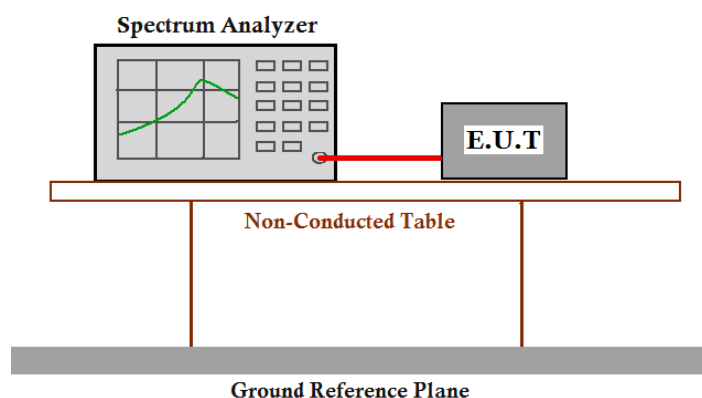 Spectrum Analyzer
E.U.T
Non-Conducted Table
Ground Reference Plane